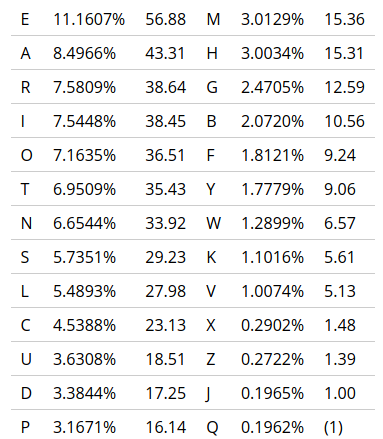 E 11.1607% 56.88 M 3.0129% 15.36
A 8.4966% 43.31 H 3.0034% 15.31
R 7.5809% 38.64 G 2.4705% 12.59
I 7.5448% 38.45 B 2.0720% 10.56
O 7.1635% 36.51 F 1.8121% 9.24
T 6.9509% 35.43 Y 1.7779% 9.06
N 6.6544% 33.92 W 1.2899% 6.57
S 5.7351% 29.23 K 1.1016% 5.61
L 5.4893% 27.98 V 1.0074% 5.13
C 4.5388% 23.13 X 0.2902% 1.48
U 3.6308% 18.51 Z 0.2722% 1.39
D 3.3844% 17.25 J 0.1965% 1.00
P 3.1671% 16.14 Q 0.1962% (1)